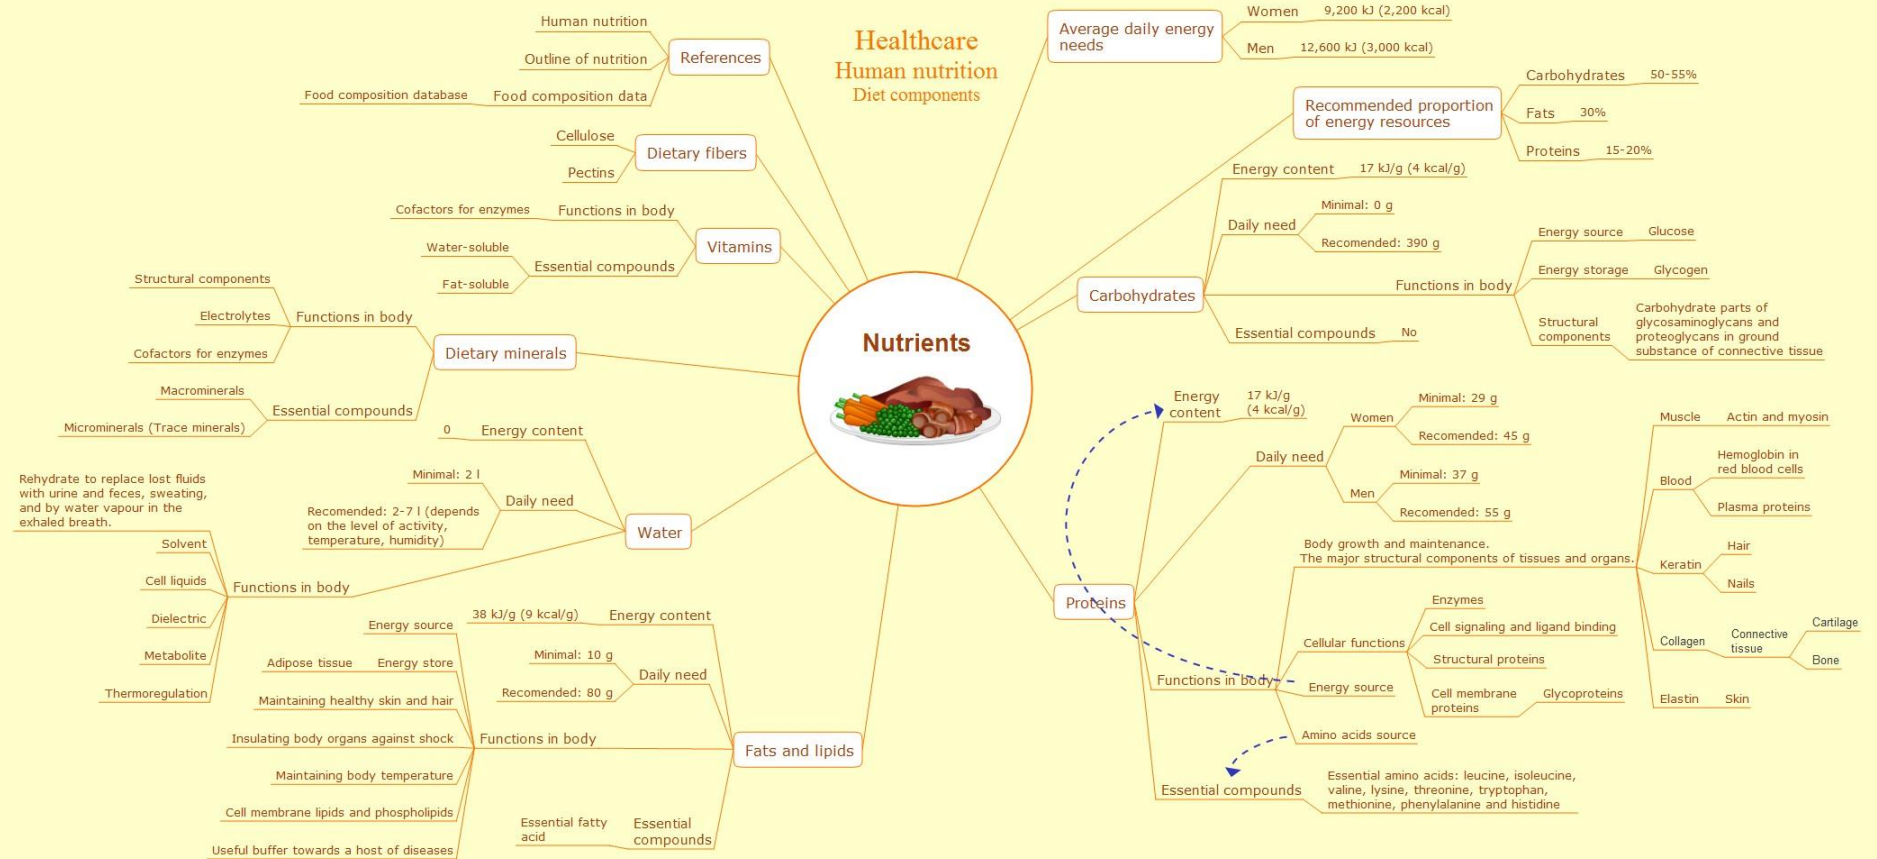 Healthcare
Human nutrition
Diet components
Nutrients
References
Human nutrition
Outline of nutrition
Food composition data
Food composition database
Dietary fibers
Cellulose
Pectins
Vitamins
Functions in body
Cofactors for enzymes
Essential compounds
Water-soluble
Fat-soluble
Dietary minerals
Functions in body
Structural components
Electrolytes
Cofactors for enzymes
Essential compounds
Macrominerals
Microminerals (Trace minerals)
Water
Energy content
0
Daily need
Minimal: 2 l
Recomended: 2-7 l (depends
on the level of activity,
temperature, humidity)
Functions in body
Rehydrate to replace lost fluids
with urine and feces, sweating,
and by water vapour in the
exhaled breath.
Solvent
Cell liquids
Dielectric
Metabolite
Thermoregulation
Fats and lipids
Energy content
38 kJ/g (9 kcal/g)
Daily need
Minimal: 10 g
Recomended: 80 g
Functions in body
Energy source
Energy store
Adipose tissue
Maintaining healthy skin and hair
Insulating body organs against shock
Maintaining body temperature
Cell membrane lipids and phospholipids
Useful buffer towards a host of diseases
Essential
compounds
Essential fatty
acid
Average daily energy
needs
Women
9,200 kJ (2,200 kcal)
Men
12,600 kJ (3,000 kcal)
Recommended proportion
of energy resources
Carbohydrates
50-55%
Fats
30%
Proteins
15-20%
Carbohydrates
Energy content
17 kJ/g (4 kcal/g)
Daily need
Minimal: 0 g
Recomended: 390 g
Functions in body
Energy source
Glucose
Energy storage
Glycogen
Structural
components
Carbohydrate parts of
glycosaminoglycans and
proteoglycans in ground
substance of connective tissue
Essential compounds
No
Proteins
Energy
content
17 kJ/g
(4 kcal/g)
Daily need
Women
Minimal: 29 g
Recomended: 45 g
Men
Minimal: 37 g
Recomended: 55 g
Functions in body
Body growth and maintenance.
The major structural components of tissues and organs.
Muscle
Actin and myosin
Blood
Hemoglobin in
red blood cells
Plasma proteins
Keratin
Hair
Nails
Collagen
Connective
tissue
Cartilage
Bone
Elastin
Skin
Cellular functions
Enzymes
Cell signaling and ligand binding
Structural proteins
Cell membrane
proteins
Glycoproteins
Energy source
Amino acids source
Essential compounds
Essential amino acids: leucine, isoleucine,
valine, lysine, threonine, tryptophan,
methionine, phenylalanine and histidine